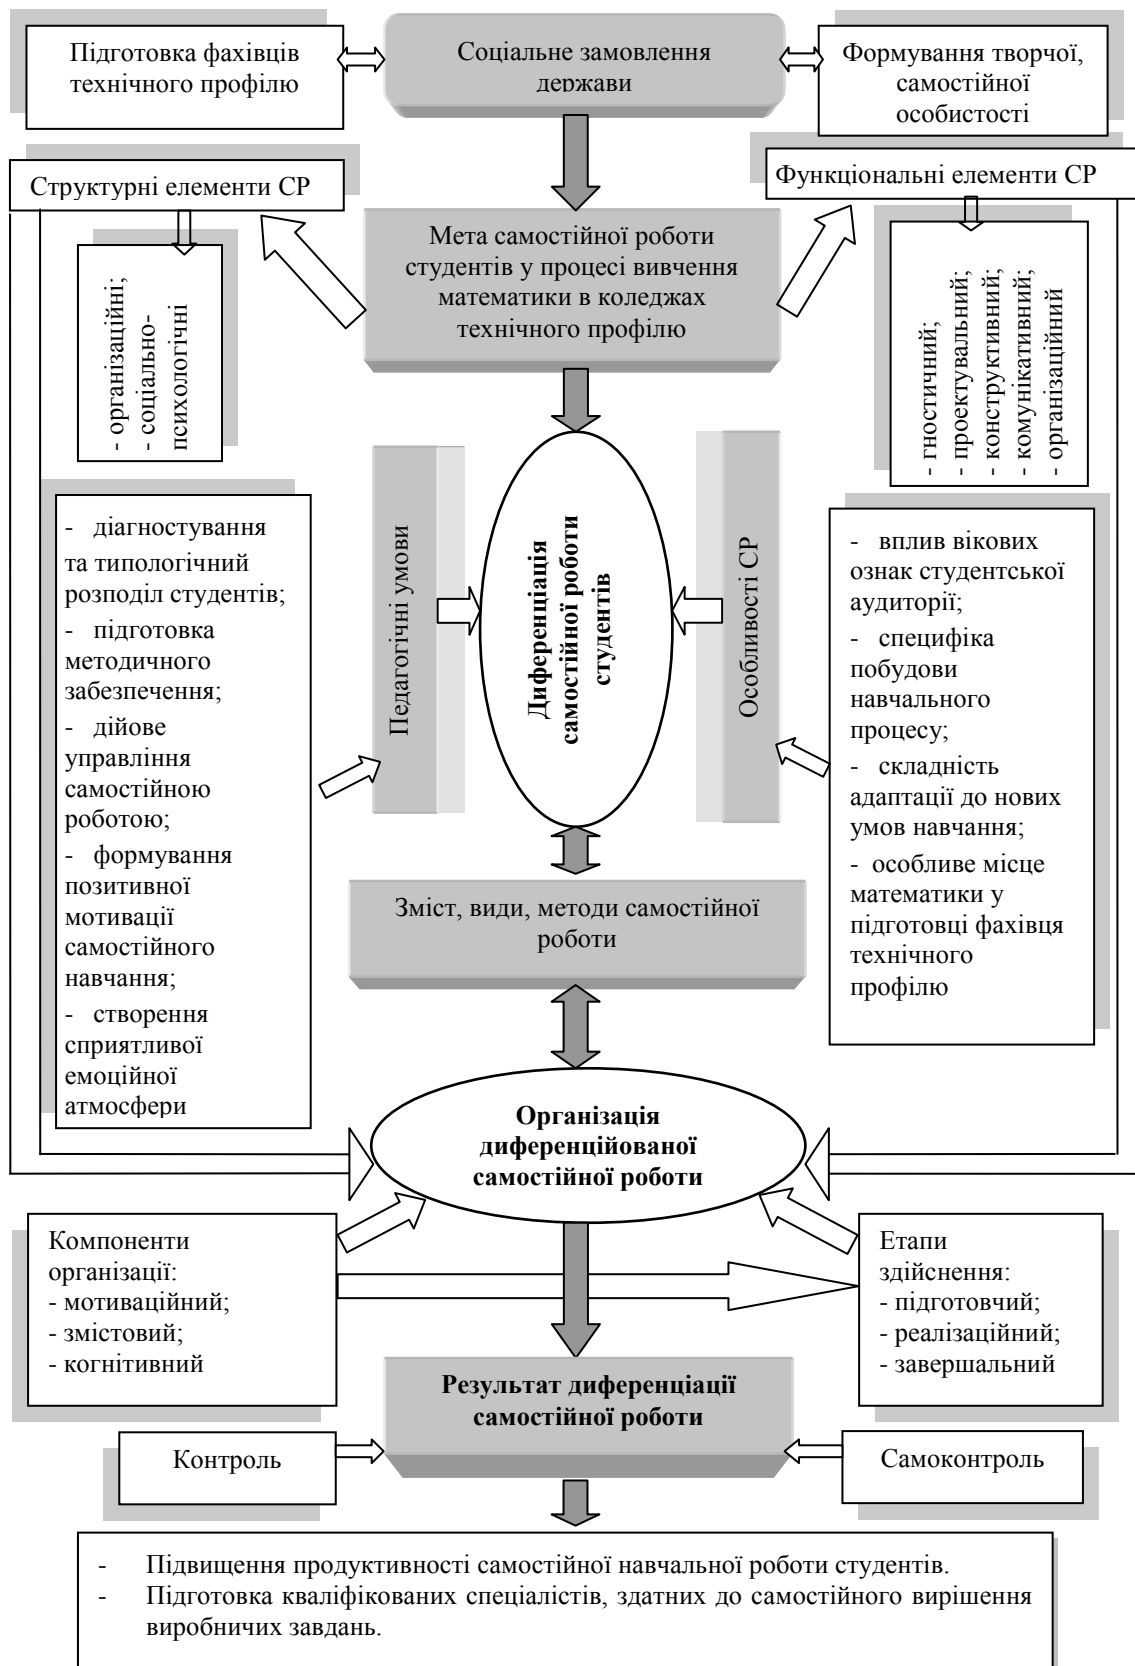 Підготовка фахівців
технічного профілю
Соціальне замовлення
держави
Формування творчої,
самостійної
особистості
Структурні елементи СР
Функціональні елементи СР
- організаційні;
- соціально-
психологічні
Мета самостійної роботи
студентів у процесі вивчення
математики в коледжах
технічного профілю
- гностичний;
- проектувальний;
- конструктивний;
- комунікативний;
- організаційний
- діагностування
та типологічний
розподіл студентів;
- підготовка
методичного
забезпечення;
- дійове
управління
самостійною
роботою;
- формування
позитивної
мотивації
самостійного
навчання;
- створення
сприятливої
емоційної
атмосфери
Педагогічні умови
Диференціація
самостійної роботи
студентів
Особливості СР
- вплив вікових
ознак студентської
аудиторії;
- специфіка
побудови
навчального
процесу;
- складність
адаптації до нових
умов навчання;
- особливе місце
математики у
підготовці фахівця
технічного
профілю
Зміст, види, методи самостійної
роботи
Організація
диференційованої
самостійної роботи
Компоненти
організації:
- мотиваційний;
- змістовий;
- когнітивний
Етапи
здійснення:
- підготовчий;
- реалізаційний;
- завершальний
Результат диференціації
самостійної роботи
Контроль
Самоконтроль
- Підвищення продуктивності самостійної навчальної роботи студентів.
- Підготовка кваліфікованих спеціалістів, здатних до самостійного вирішення
виробничих завдань.